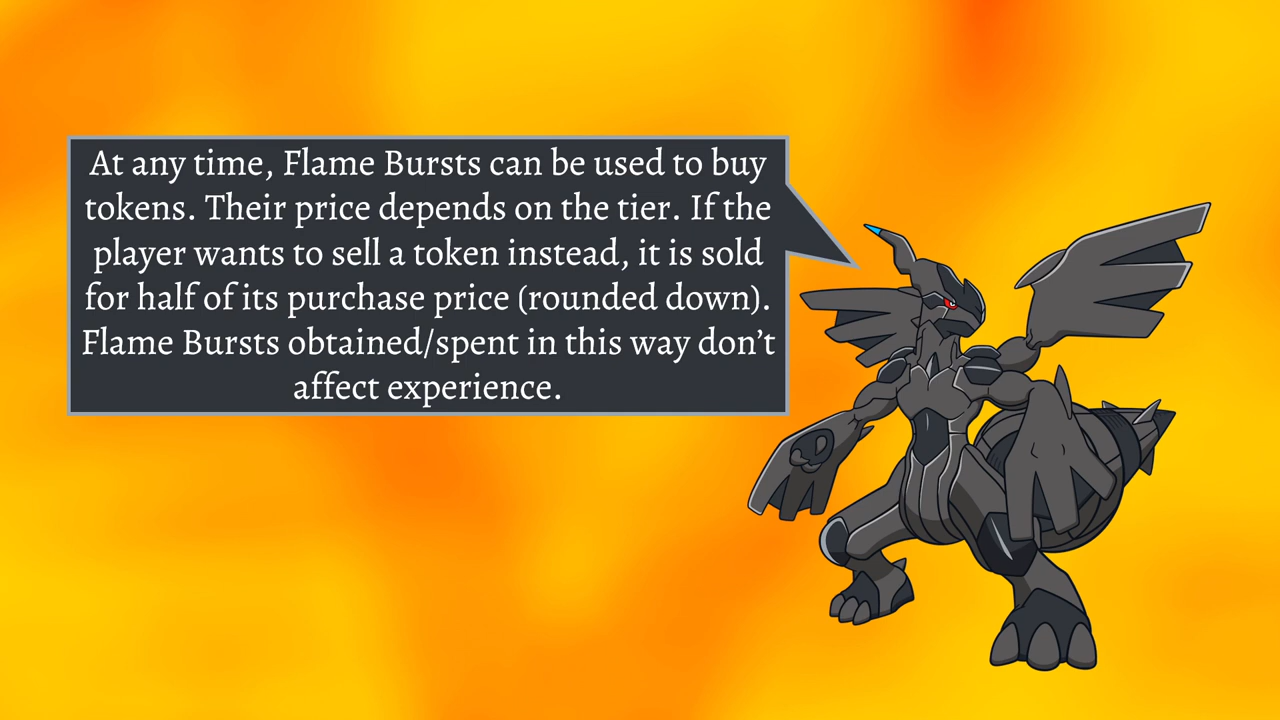 At any time, Flame Bursts can be used to buy
tokens. Their price depends on the tier. If the
player wants to sell a token instead, it is sold
for half of its purchase price (rounded down).
Flame Bursts obtained/spent in this way don’t
affect experience.